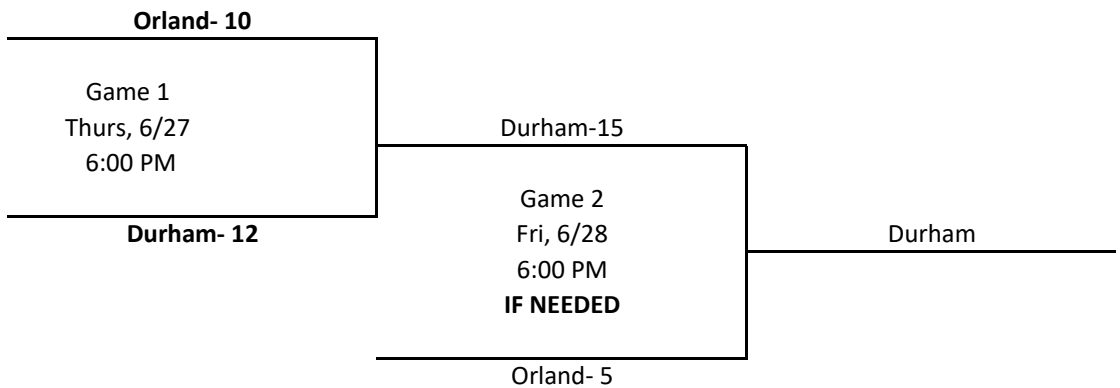 Orland- 10
Game 1
Thurs, 6/27
6:00 PM
Durham- 12
Durham-15
Game 2
Fri, 6/28
6:00 PM
IF NEEDED
Orland- 5
Durham